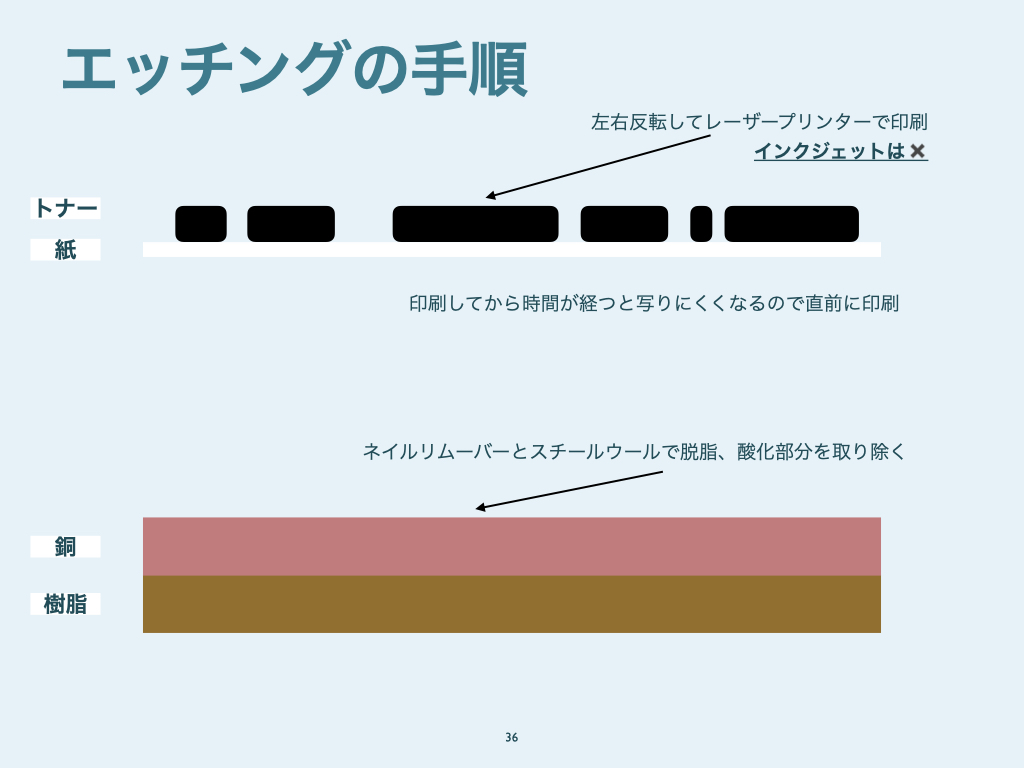 エッチングの手順
左右反転してレーザープリンターで印刷
インクジェットは✖
トナー
紙
印刷してから時間が経つと写りにくくなるので直前に印刷
ネイルリムーバーとスチールウールで脱脂、酸化部分を取り除く
銅
樹脂
36